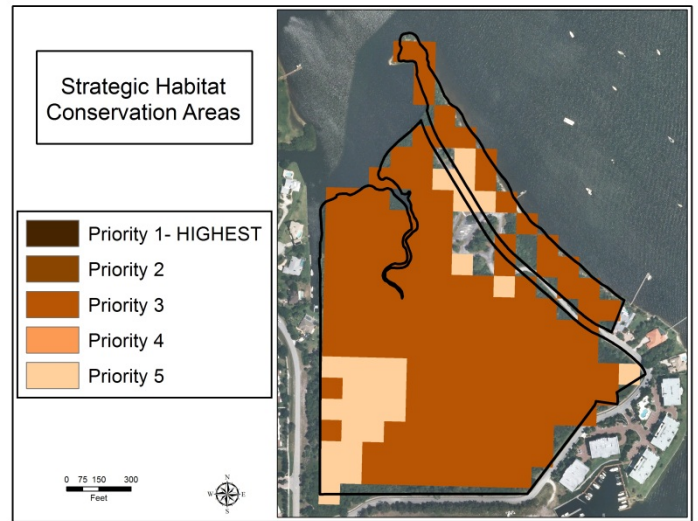 Strategic Habitat
Conservation Areas
Priority 1- HIGHEST
Priority 2
Priority 3
Priority 4
Priority 5
0 75 150 300
Feet
N
W E
S